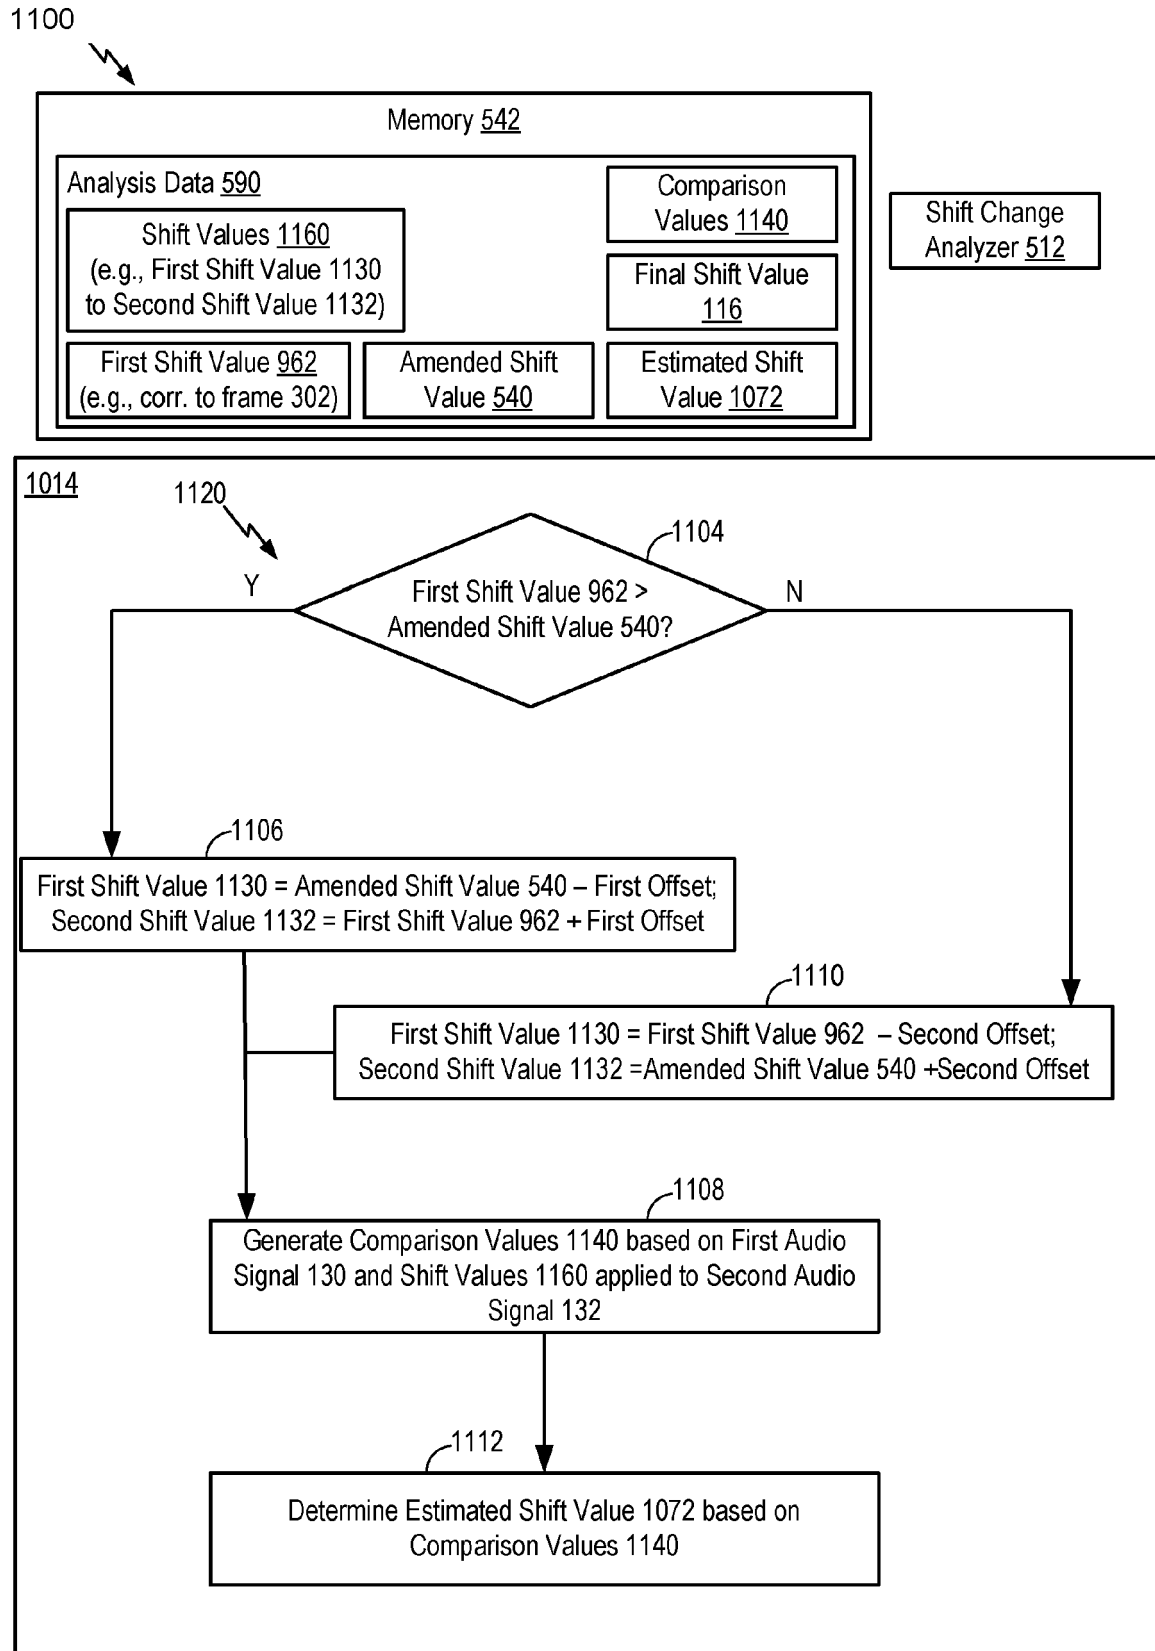 1100
Memory 542
Analysis Data 590
Shift Values 1160
(e.g., First Shift Value 1130
to Second Shift Value 1132)
Comparison
Values 1140
Final Shift Value
116
First Shift Value 962
(e.g., corr. to frame 302)
Amended Shift
Value 540
Estimated Shift
Value 1072
Shift Change
Analyzer 512
1014
1120
1104
Y
First Shift Value 962 >
Amended Shift Value 540?
N
1106
First Shift Value 1130 = Amended Shift Value 540 – First Offset;
Second Shift Value 1132 = First Shift Value 962 + First Offset
1110
First Shift Value 1130 = First Shift Value 962 – Second Offset;
Second Shift Value 1132 =Amended Shift Value 540 +Second Offset
1108
Generate Comparison Values 1140 based on First Audio
Signal 130 and Shift Values 1160 applied to Second Audio
Signal 132
1112
Determine Estimated Shift Value 1072 based on
Comparison Values 1140